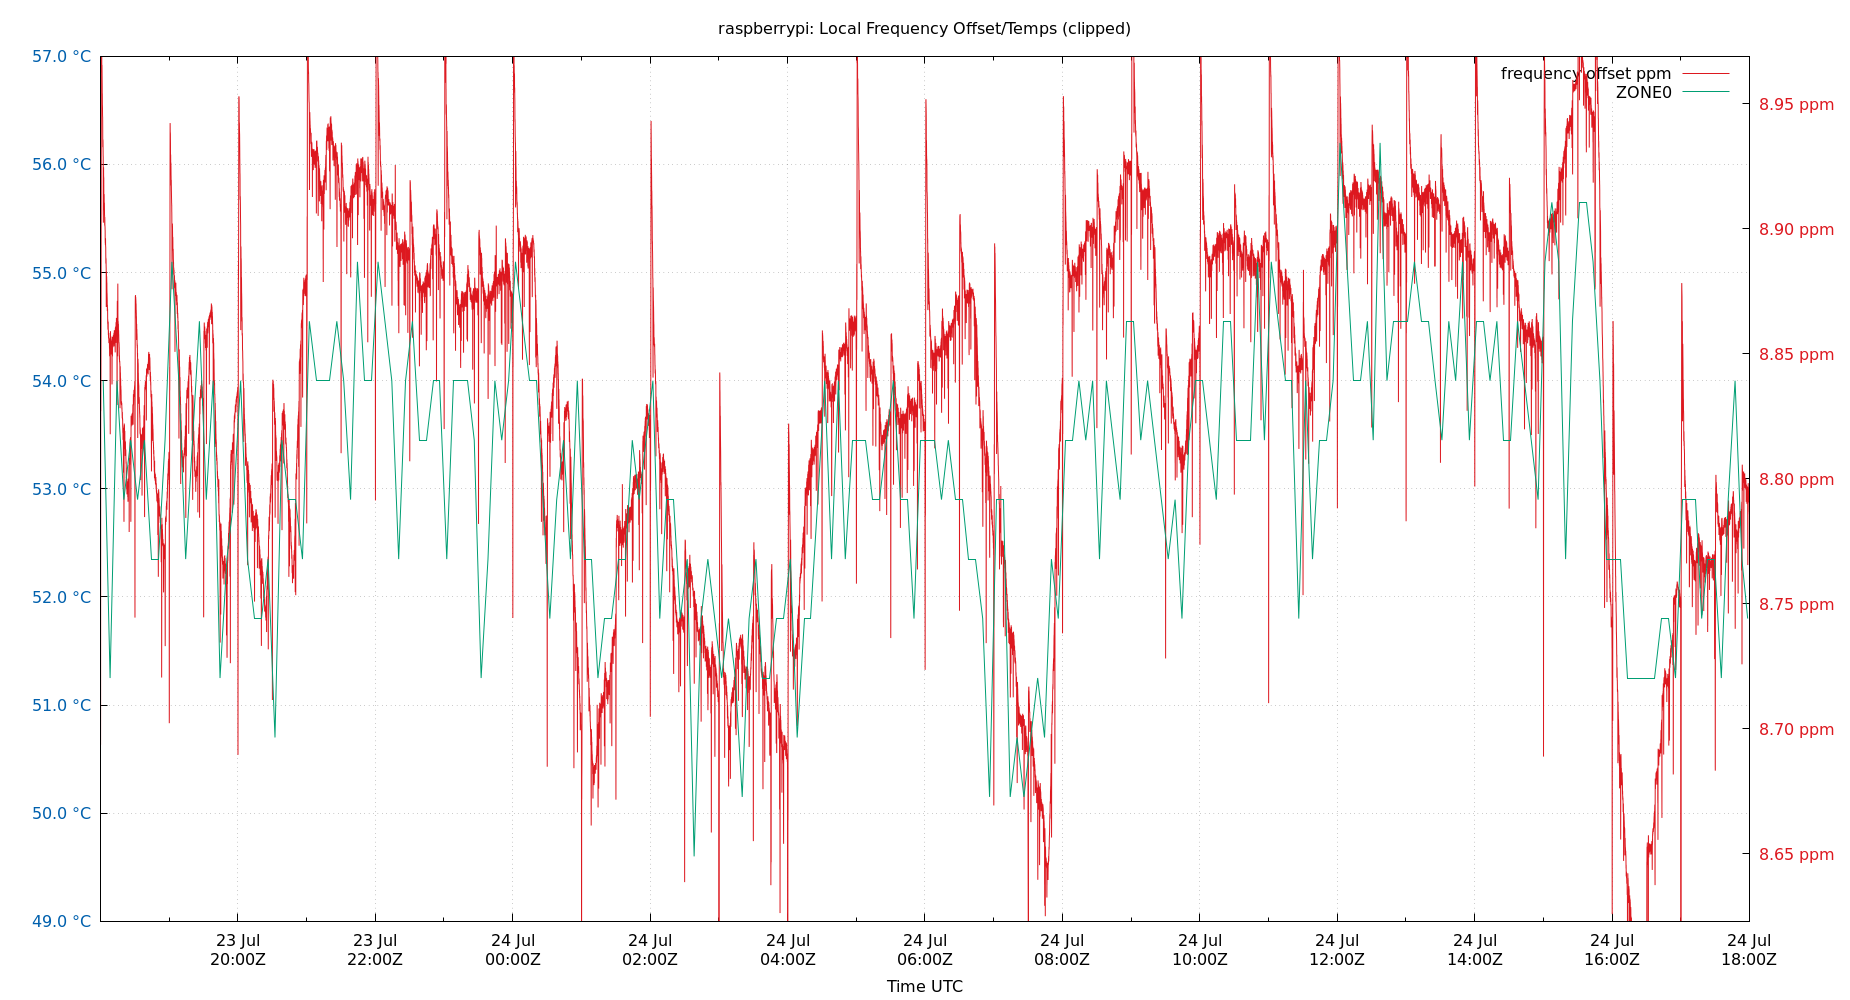 raspberrypi: Local Frequency Offset/Temps (clipped)
57.0 °C
56.0 °C
55.0 °C
54.0 °C
53.0 °C
52.0 °C
51.0 °C
50.0 °C
49.0 °C
frequency offset ppm
ZONE0
8.95 ppm
8.90 ppm
8.85 ppm
8.80 ppm
8.75 ppm
8.70 ppm
8.65 ppm
23 Jul 23 Jul 24 Jul 24 Jul 24 Jul 24 Jul 24 Jul 24 Jul 24 Jul 24 Jul 24 Jul 24 Jul
20:00Z 22:00Z 00:00Z 02:00Z 04:00Z 06:00Z 08:00Z 10:00Z 12:00Z 14:00Z 16:00Z 18:00Z
Time UTC